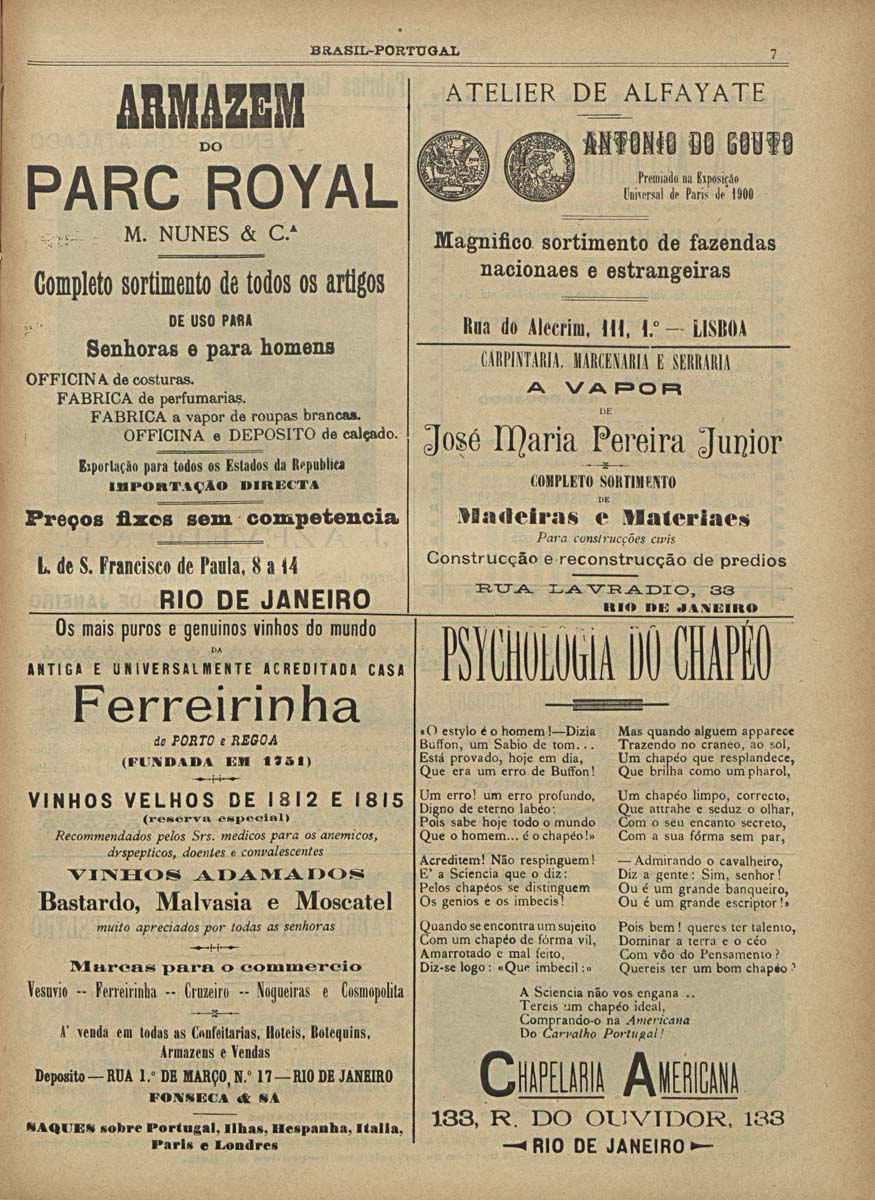 BRASIL-PORTUGAL
7
ARMAZEM
DO
PARC ROYAL
M. NUNES & C.ª
Completo sortimento de todos os artigos
DE USO PARA
Senhoras e para homens
OFFICINA de costuras.
FABRICA de perfumarias.
FABRICA a vapor de roupas brancas.
OFFICINA e DEPOSITO de calçado.
Exportação para todos os Estados da Republica
IMPORTAÇÃO DIRECTA
Preços fixos sem competencia
L. de S. Francisco de Paula, 8 a 14
RIO DE JANEIRO
ATELIER DE ALFAYATE
ANTONIO DO COUTO
Premiado na Exposição
Universal de Paris de 1900
Magnifico sortimento de fazendas
nacionaes e estrangeiras
Rua do Alecrim, 111, 1.º — LISBOA
CARPINTARIA, MARCENARIA E SERRARIA
A VAPOR
DE
José Maria Pereira Junior
COMPLETO SORTIMENTO
DE
Madeiras e Materiaes
Para construcções civis
Construcção e reconstrucção de predios
RUA LAVRADIO, 33
RIO DE JANEIRO
Os mais puros e genuinos vinhos do mundo
DA
ANTIGA E UNIVERSALMENTE ACREDITADA CASA
Ferreirinha
de PORTO e REGOA
(FUNDADA EM 1751)
VINHOS VELHOS DE 1812 E 1815
(reserva especial)
Recommendados pelos Srs. medicos para os anemicos,
dyspepticos, doentes e convalescentes
VINHOS ADAMADOS
Bastardo, Malvasia e Moscatel
muito apreciados por todas as senhoras
Marcas para o commercio
Vesuvio -- Ferreirinha -- Cruzeiro -- Nogueiras e Cosmopolita
A' venda em todas as Confeitarias, Hoteis, Botequins,
Armazens e Vendas
Deposito — RUA 1.º DE MARÇO, N.º 17 — RIO DE JANEIRO
FONSECA & SÁ
SAQUES sobre Portugal, Ilhas, Hespanha, Italia,
Paris e Londres
PSYCHOLOGIA DO CHAPÉO
«O estylo é o homem!—Dizia
Buffon, um Sabio de tom...
Está provado, hoje em dia,
Que era um erro de Buffon!
Um erro! um erro profundo,
Digno de eterno labéo:
Pois sabe hoje todo o mundo
Que o homem... é o chapéo!»
Acreditem! Não respinguem!
E' a Sciencia que o diz:
Pelos chapéos se distinguem
Os genios e os imbecis!
Quando se encontra um sujeito
Com um chapéo de fórma vil,
Amarrotado e mal feito,
Diz-se logo: «Que imbecil:»
Mas quando alguem apparece
Trazendo no craneo, ao sol,
Um chapéo que resplandece,
Que brilha como um pharol,
Um chapéo limpo, correcto,
Que attrahe e seduz o olhar,
Com o seu encanto secreto,
Com a sua fórma sem par,
— Admirando o cavalheiro,
Diz a gente: Sim, senhor!
Ou é um grande banqueiro,
Ou é um grande escriptor!»
Pois bem! queres ter talento,
Dominar a terra e o céo
Com vôo do Pensamento?
Quereis ter um bom chapéo?
A Sciencia não vos engana ..
Tereis um chapéo ideal,
Comprando-o na Americana
Do Carvalho Portugal!
CHAPELARIA AMERICANA
133, R. DO OUVIDOR, 133
RIO DE JANEIRO